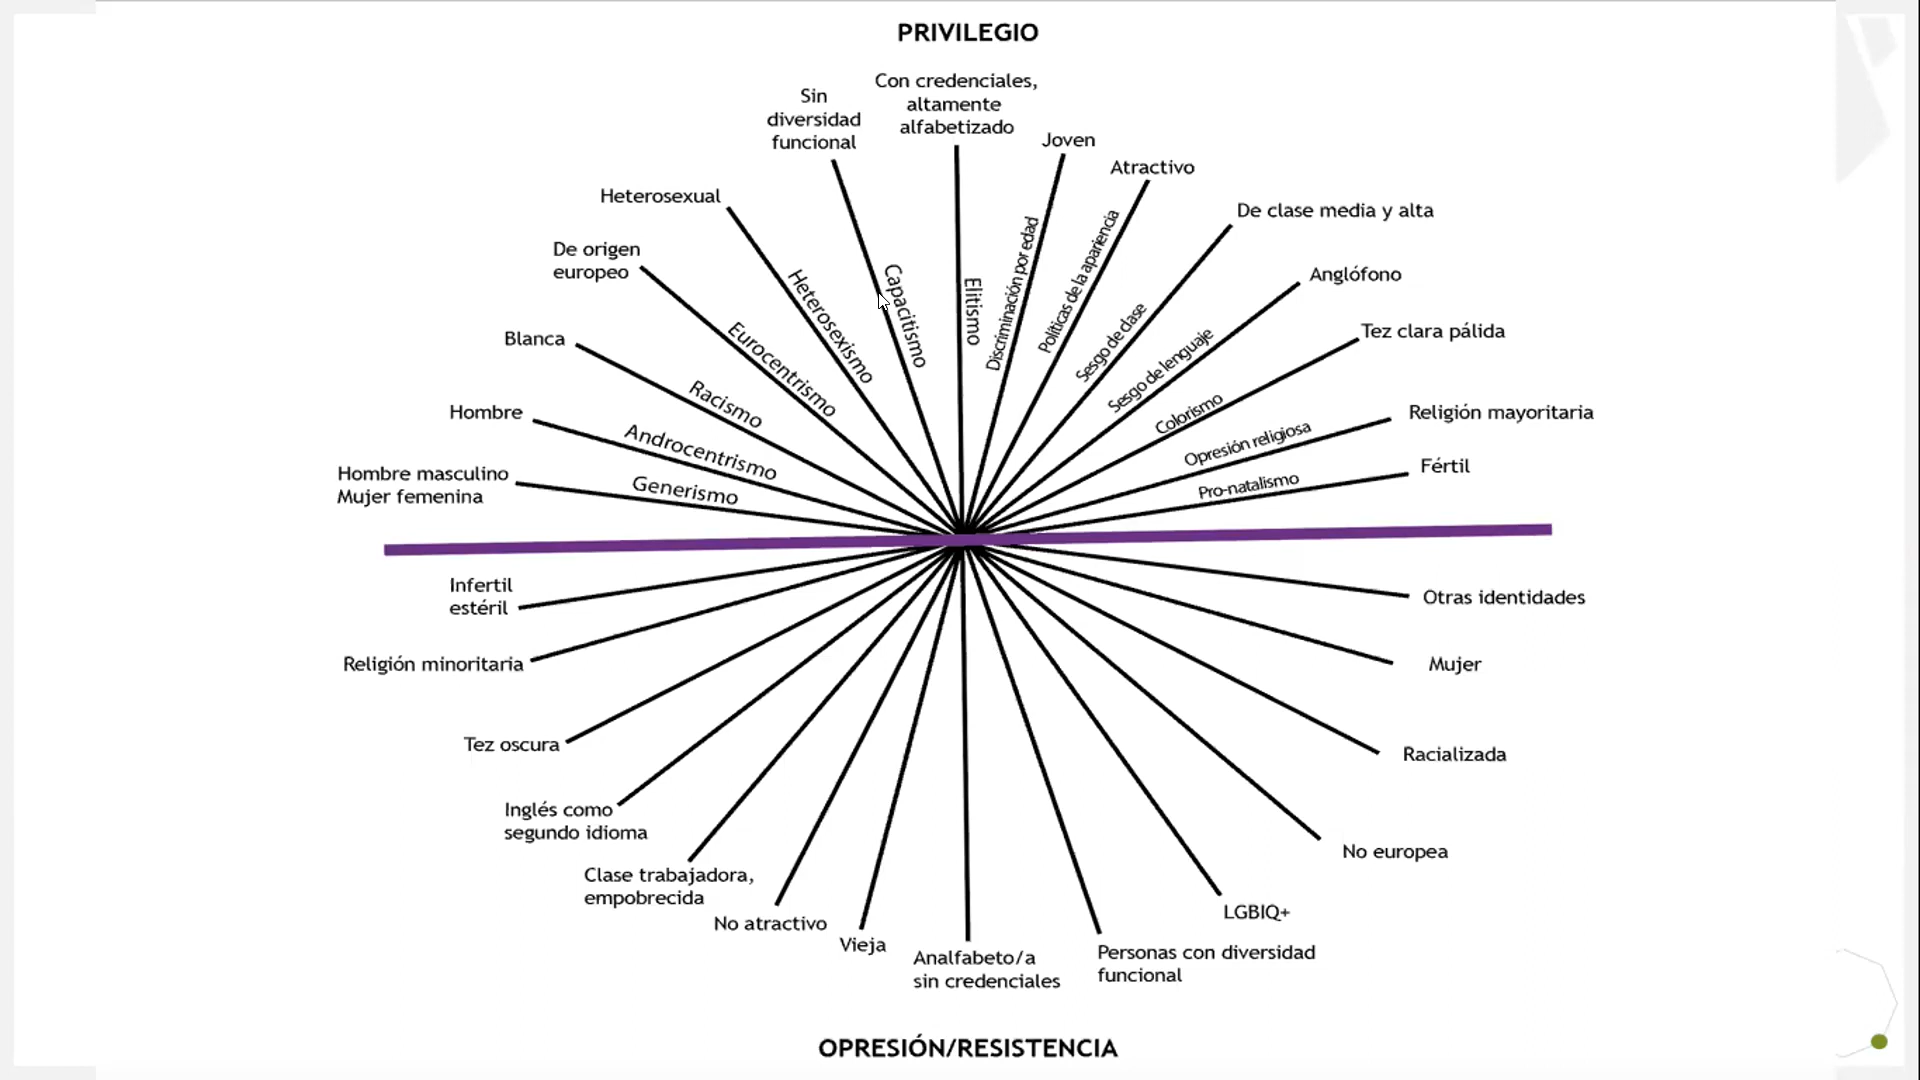 PRIVILEGIO
Con credenciales,
altamente
alfabetizado
Sin
diversidad
funcional
Joven
Atractivo
Heterosexual
De clase media y alta
De origen
europeo
Anglófono
Blanca
Tez clara pálida
Hombre
Religión mayoritaria
Hombre masculino
Mujer femenina
Fértil
Generismo
Androcentrismo
Racismo
Eurocentrismo
Heterosexismo
Capacitismo
Elitismo
Discriminación por edad
Políticas de la apariencia
Sesgo de clase
Sesgo de lenguaje
Colorismo
Opresión religiosa
Pro-natalismo
Infertil
estéril
Otras identidades
Religión minoritaria
Mujer
Tez oscura
Racializada
Inglés como
segundo idioma
No europea
Clase trabajadora,
empobrecida
LGBIQ+
No atractivo
Vieja
Analfabeto/a
sin credenciales
Personas con diversidad
funcional
OPRESIÓN/RESISTENCIA